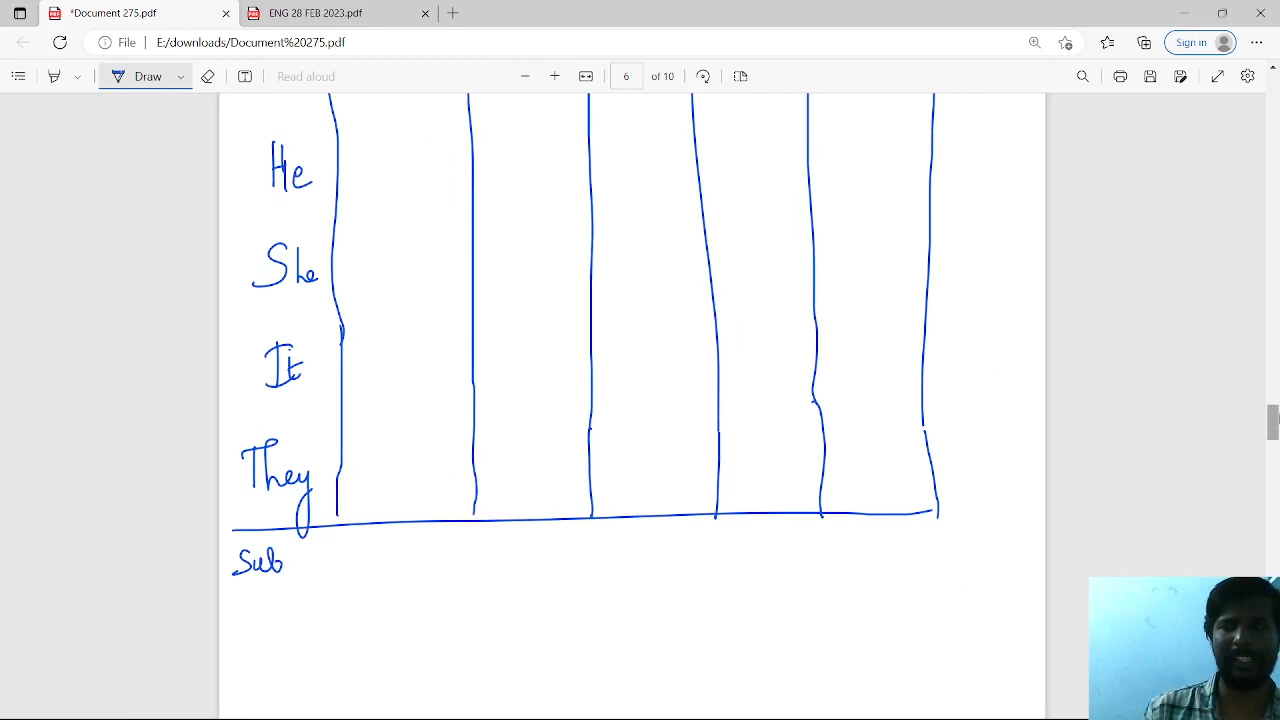 *Document 275.pdf
ENG 28 FEB 2023.pdf
File
E:/downloads/Document%20275.pdf
Sign in
Draw
Read aloud
6
of 10
He
She
It
They
Sub